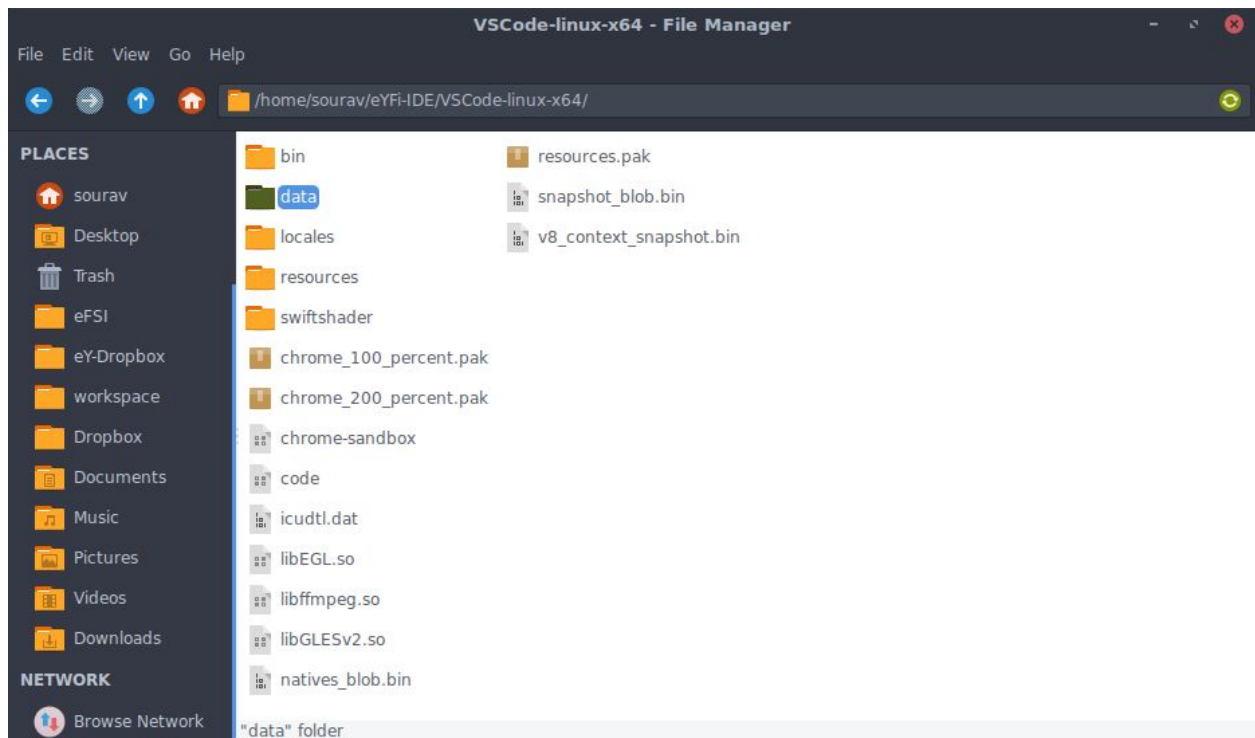 VSCode-linux-x64 - File Manager
File Edit View Go Help
/home/sourav/eYFi-IDE/VSCode-linux-x64/
PLACES
sourav
Desktop
Trash
eFSI
eY-Dropbox
workspace
Dropbox
Documents
Music
Pictures
Videos
Downloads
NETWORK
Browse Network
bin
data
locales
resources
swiftshader
chrome_100_percent.pak
chrome_200_percent.pak
chrome-sandbox
code
icudtl.dat
libEGL.so
libffmpeg.so
libGLESv2.so
natives_blob.bin
resources.pak
snapshot_blob.bin
v8_context_snapshot.bin
"data" folder